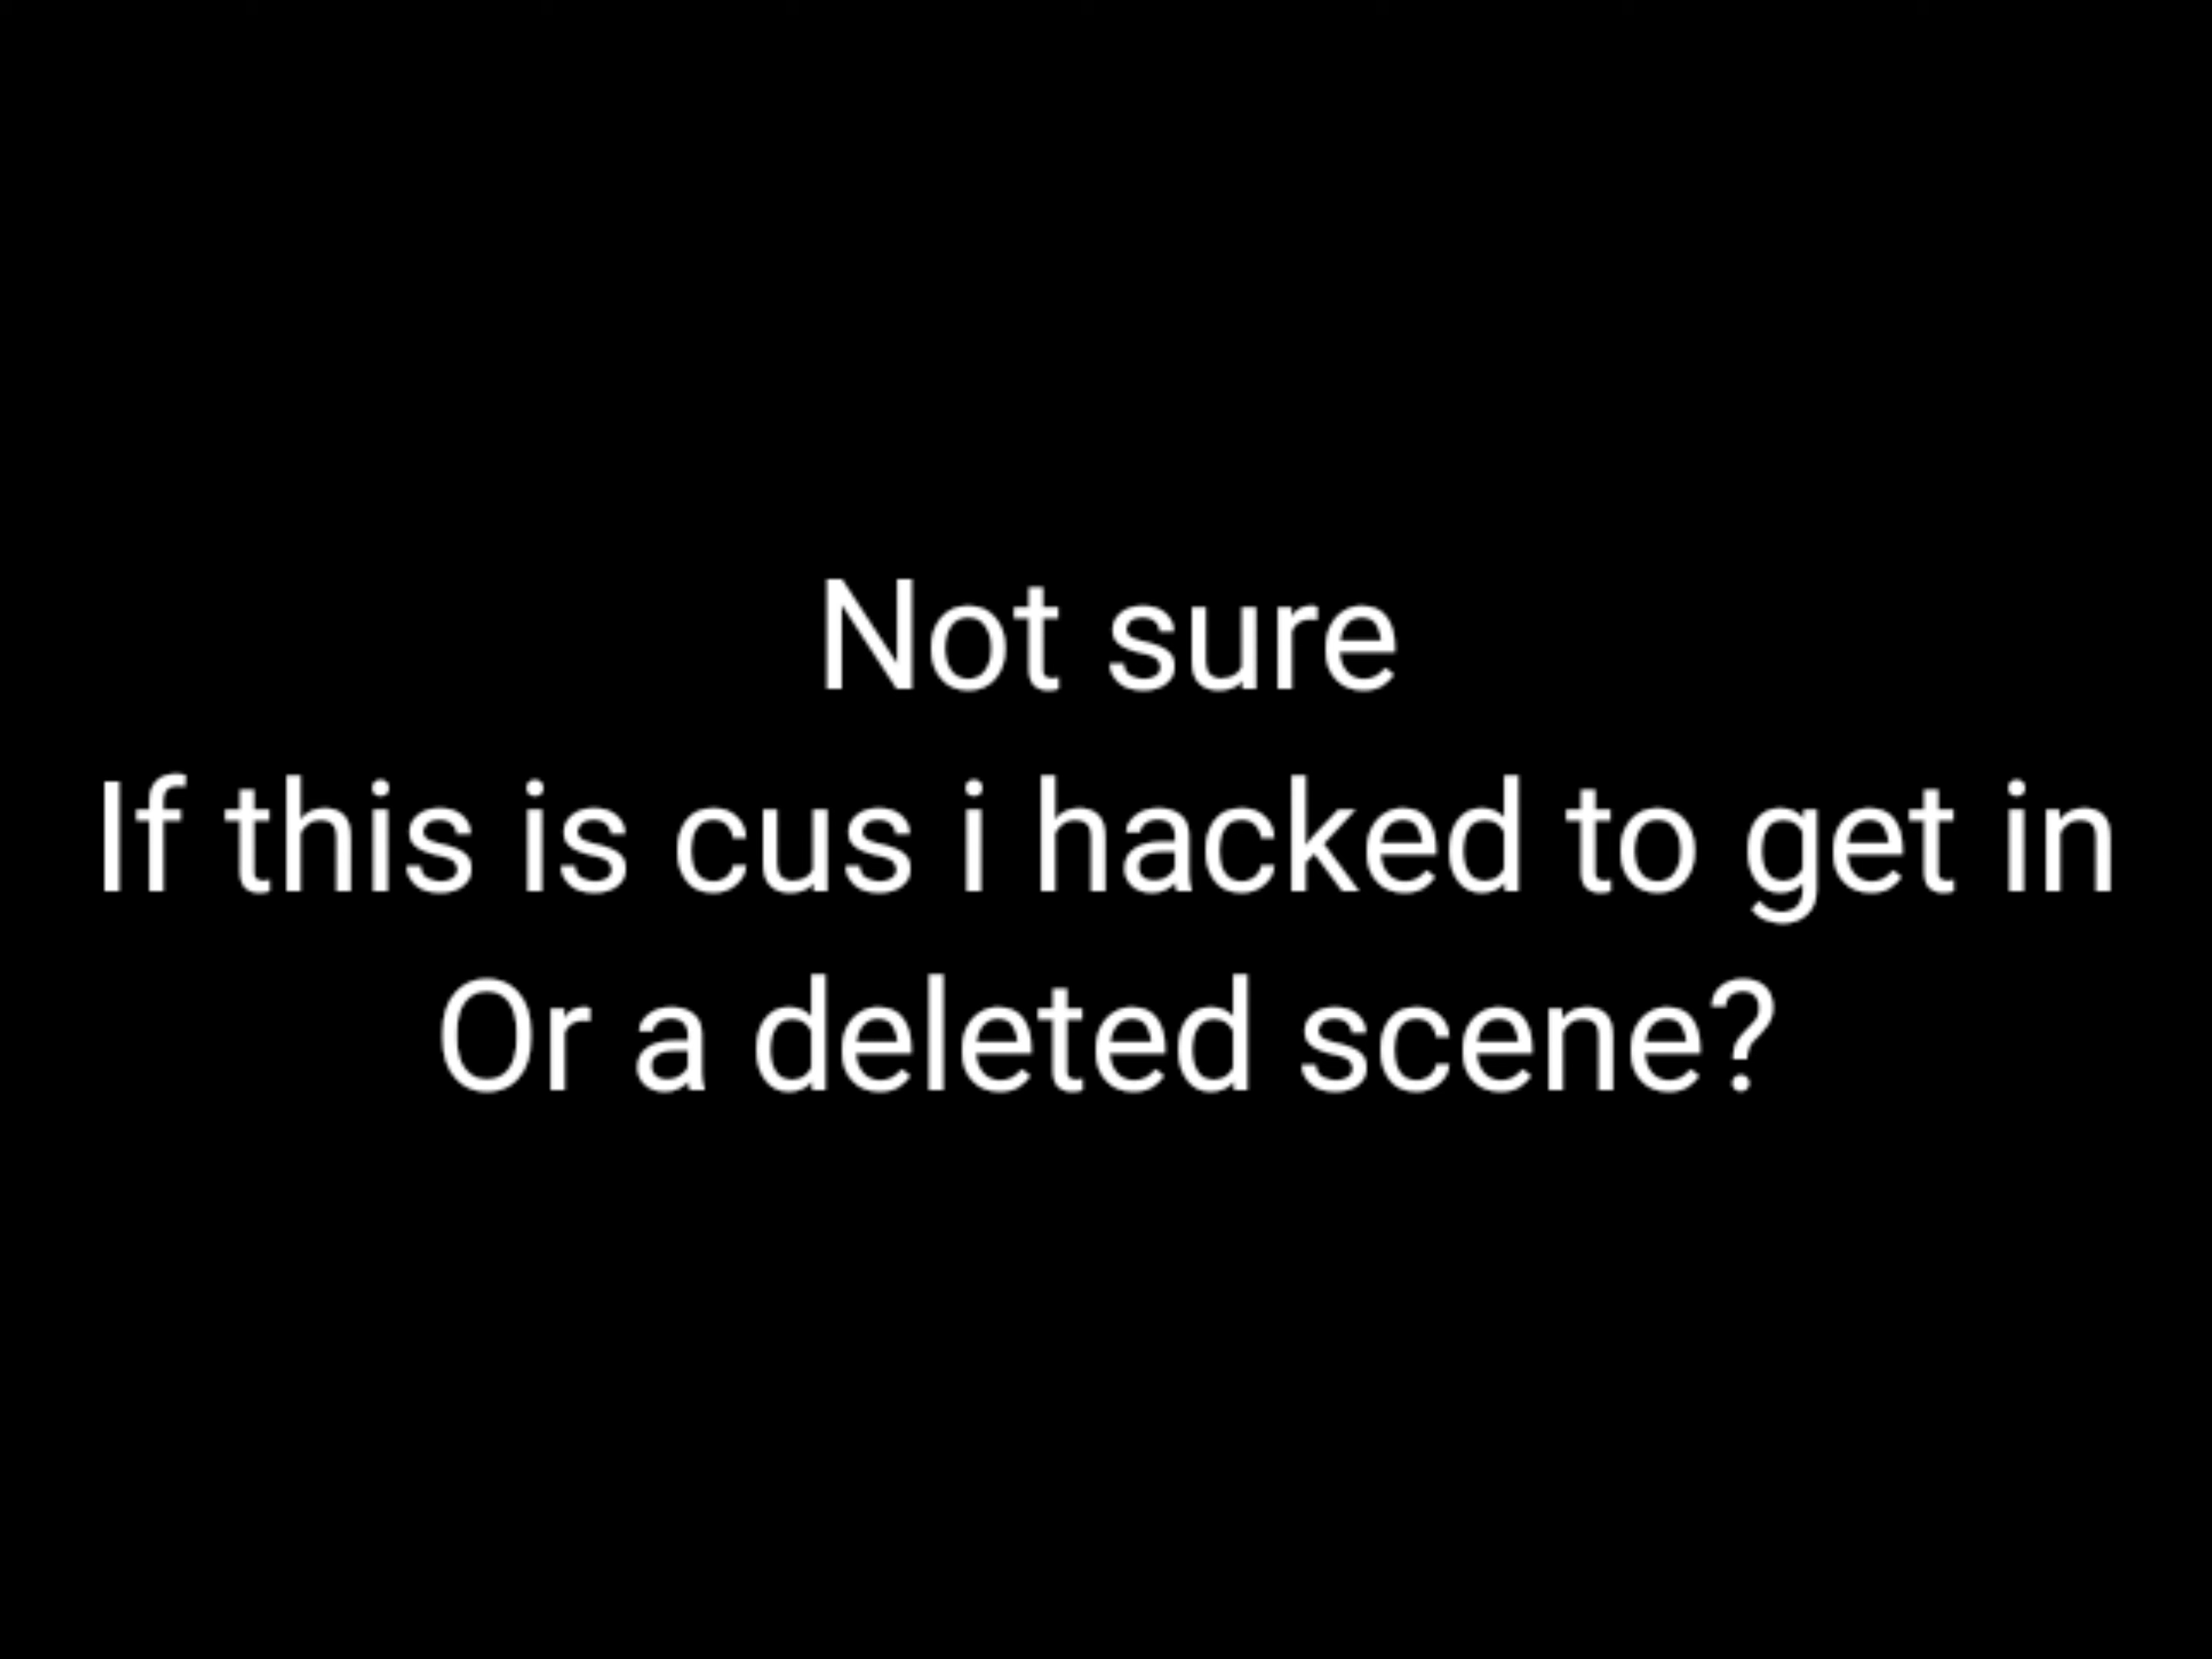 Not sure
If this is cus i hacked to get in
Or a deleted scene?